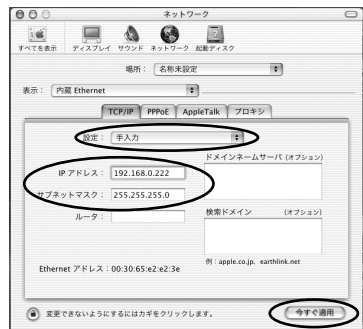 ネットワーク
すべてを表示 ディスプレイ サウンド ネットワーク 起動ディスク
場所： 名称未設定
表示： 内蔵 Ethernet
TCP/IP PPPoE AppleTalk プロキシ
設定： 手入力
ドメインネームサーバ (オプション)
IP アドレス： 192.168.0.222
サブネットマスク： 255.255.255.0
ルータ：
検索ドメイン (オプション)
例：apple.co.jp, earthlink.net
Ethernet アドレス：00:30:65:e2:e2:3e
変更できないようにするにはカギをクリックします。
今すぐ適用